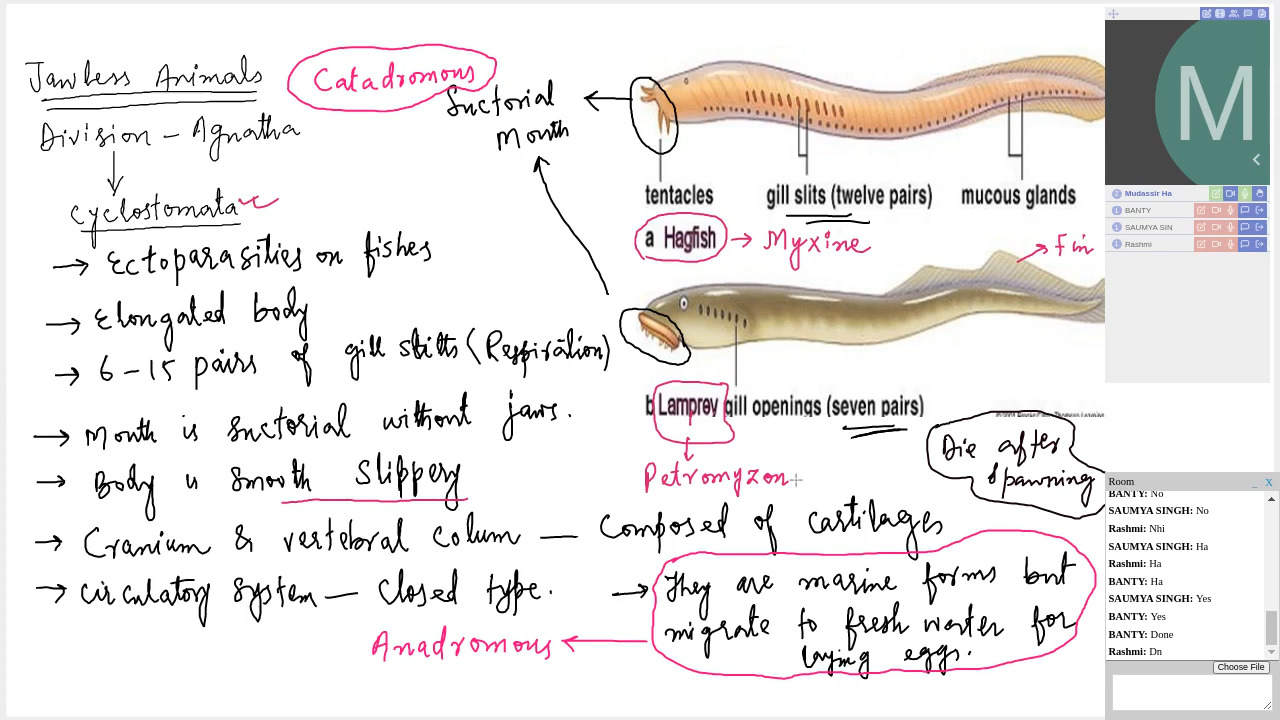 Jawless Animals
Catadromous
Suctorial
Mouth
Division - Agnatha
Cyclostomata
→ Ectoparasities on fishes
→ Elongated body
→ 6-15 pairs of gill slitts (Respiration)
→ Mouth is suctorial without jaws.
→ Body is smooth slippery
→ Cranium & vertebral column — composed of cartilages
→ Circulatory system — closed type.
→ They are marine forms but
migrate to fresh water for
laying eggs.
Anadromous
tentacles
gill slits (twelve pairs)
mucous glands
a Hagfish → Myxine
Fin
b Lamprey gill openings (seven pairs)
Petromyzon
Die after
Spawning
M
Mudassir Ha
BANTY
SAUMYA SIN
Rashmi
Room
_ X
BANTY: No
SAUMYA SINGH: No
Rashmi: Nhi
SAUMYA SINGH: Ha
Rashmi: Ha
BANTY: Ha
SAUMYA SINGH: Yes
BANTY: Yes
BANTY: Done
Rashmi: Dn
Choose File